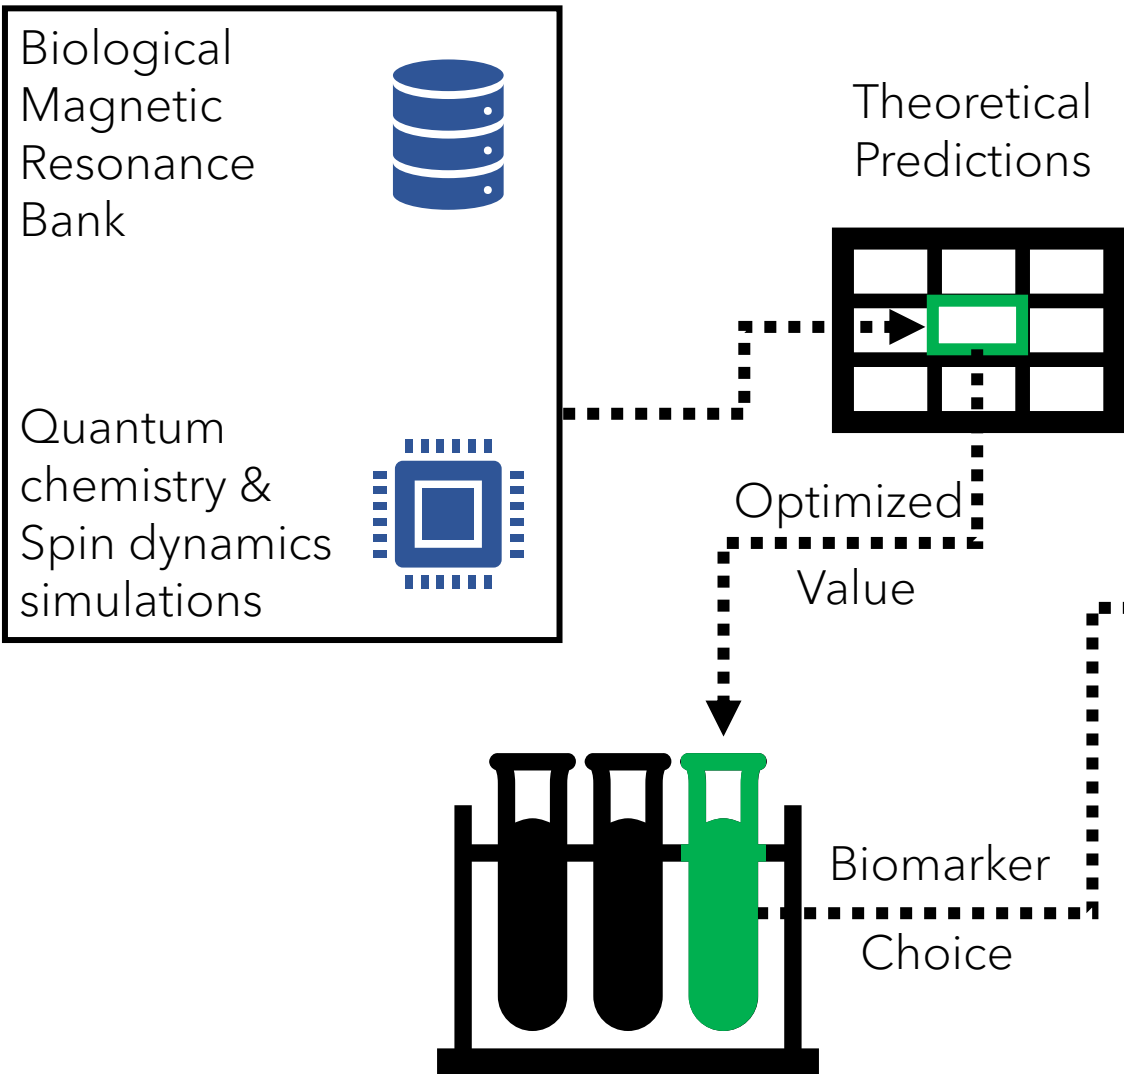 Biological
Magnetic
Resonance
Bank
Quantum
chemistry &
Spin dynamics
simulations
Theoretical
Predictions
Optimized
Value
Biomarker
Choice